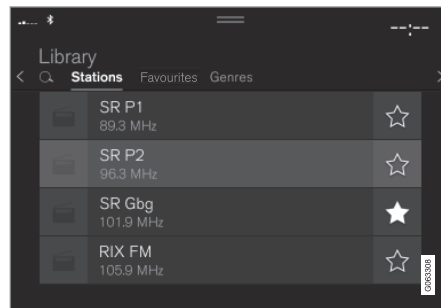 --:--
Library
Stations Favourites Genres
SR P1
89.3 MHz
SR P2
96.3 MHz
SR Gbg
101.9 MHz
RIX FM
105.9 MHz
G063308